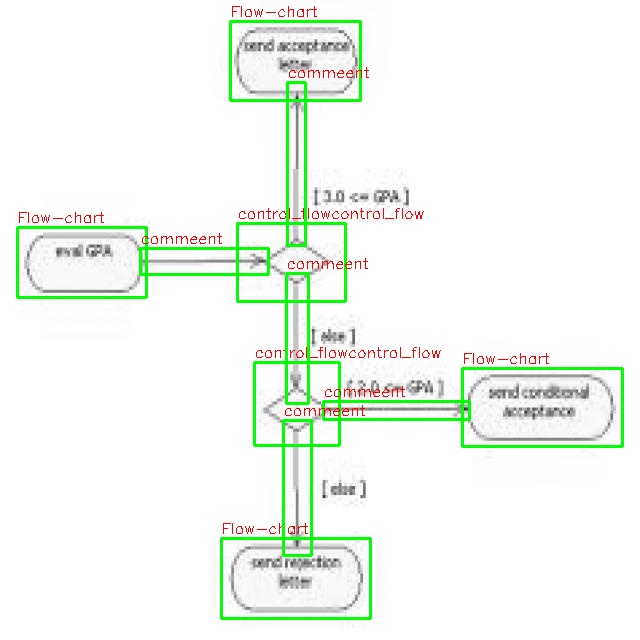 Flow-chart
send acceptance
letter
commeent
[ 3.0 <= GPA ]
control_flowcontrol_flow
Flow-chart
eval GPA
commeent
commeent
[ else ]
control_flowcontrol_flow
Flow-chart
[ 2.0 <= GPA ]
commeent
send conditional
acceptance
commeent
[ else ]
Flow-chart
send rejection
letter